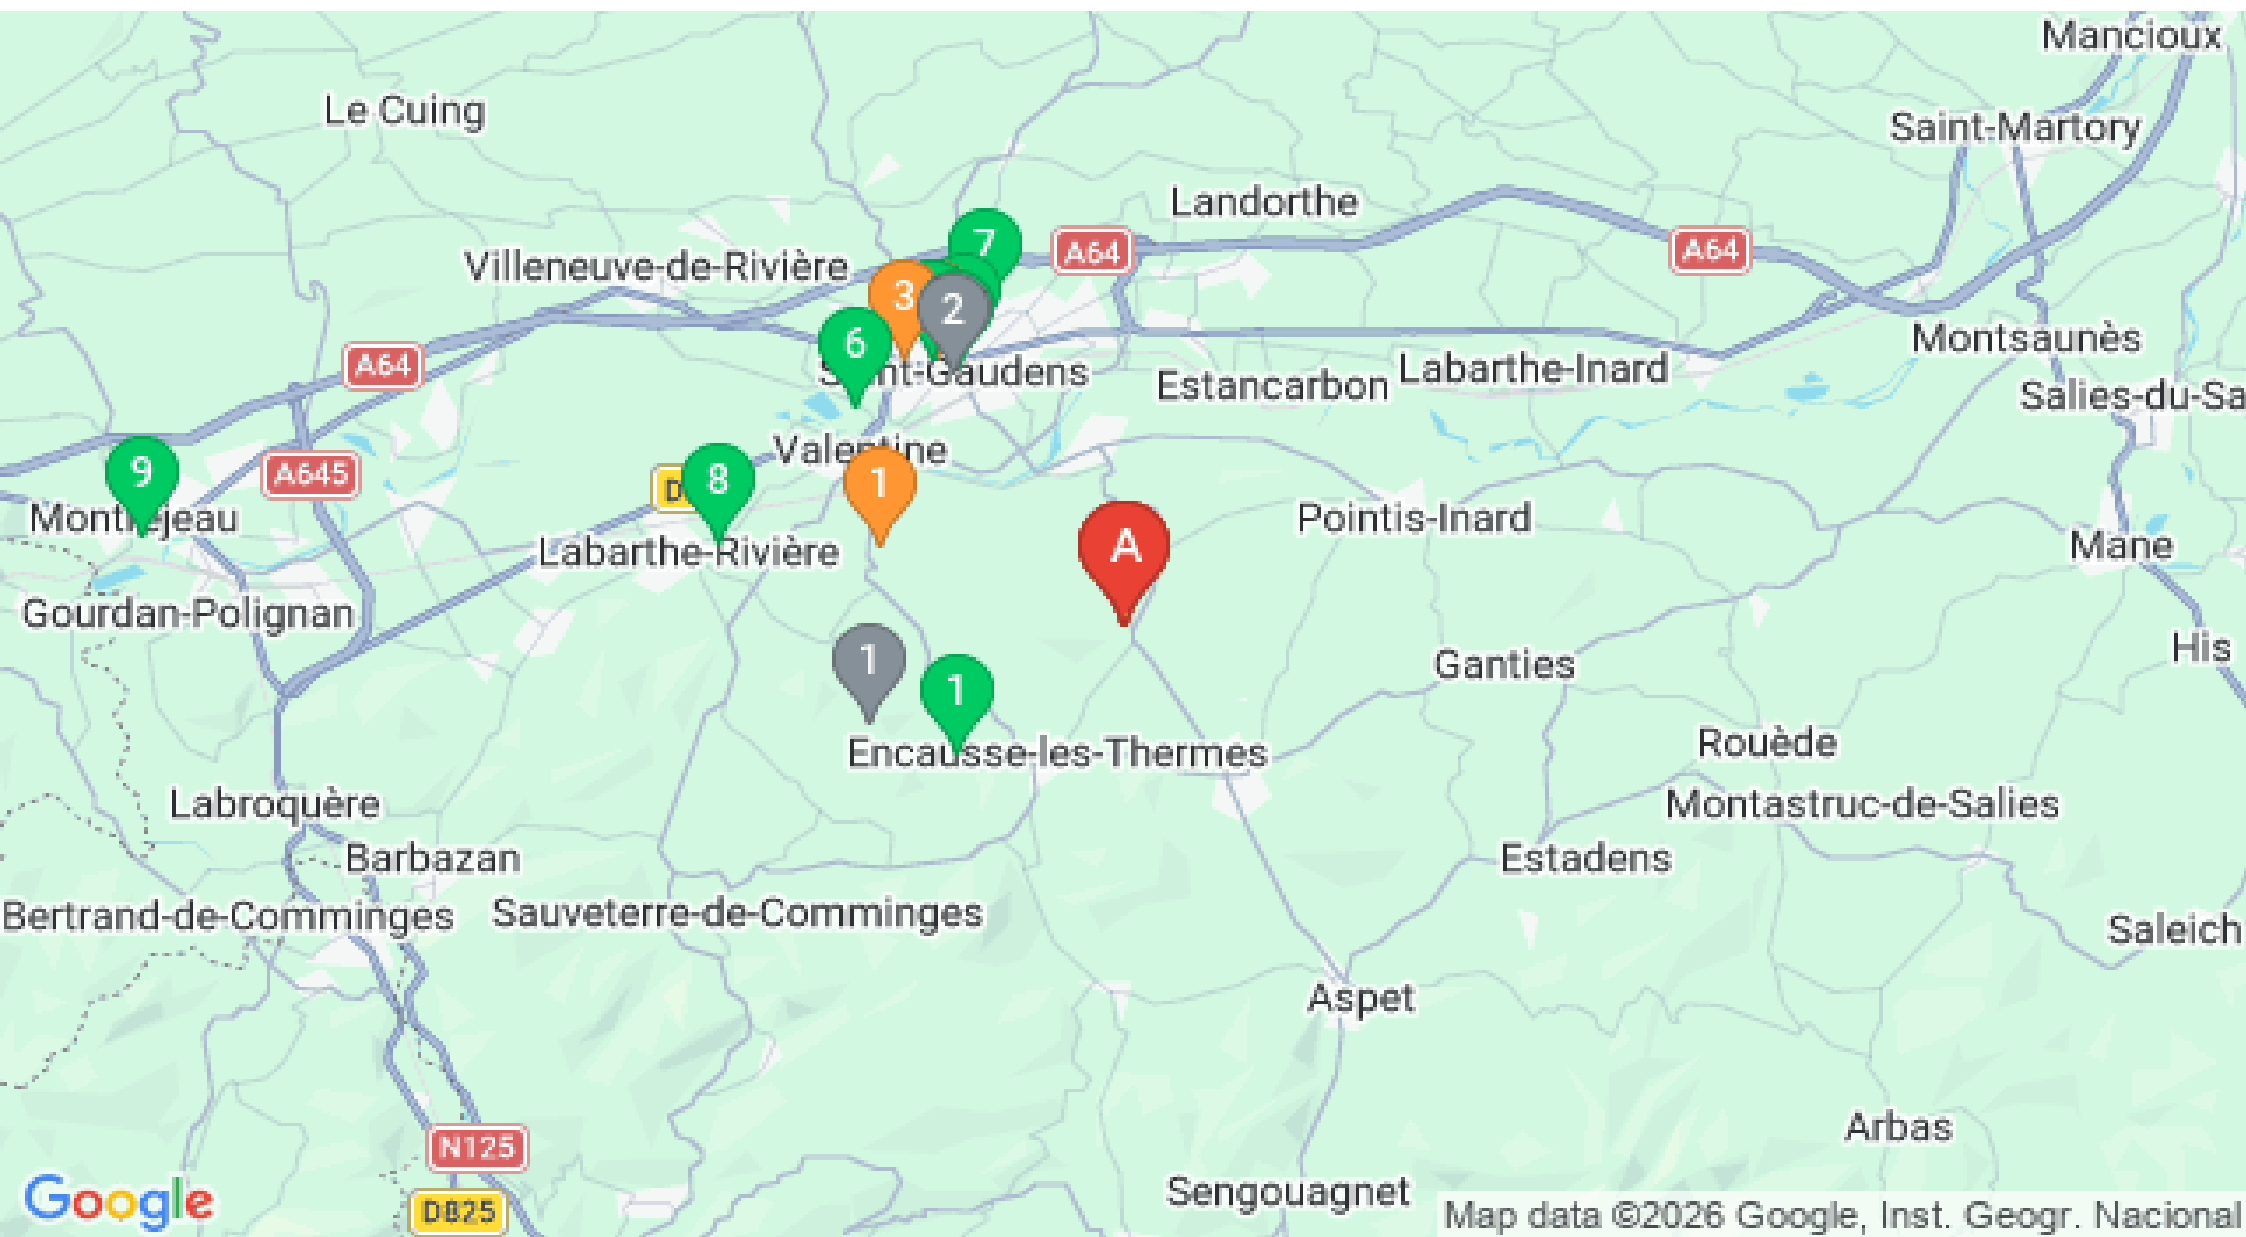 Mancioux
Le Cuing
Saint-Martory
Landorthe
7
A64
A64
Villeneuve-de-Rivière
3
2
6
A64
Montsaunès
Labarthe-Inard
Estancarbon
Salies-du-Sa
Valentine
9
A645
D
8
1
Montréjeau
Pointis-Inard
A
Labarthe-Rivière
Mane
Gourdan-Polignan
His
1
Ganties
1
Encausse-les-Thermes
Rouède
Labroquère
Montastruc-de-Salies
Barbazan
Estadens
Bertrand-de-Comminges
Sauveterre-de-Comminges
Saleich
Aspet
Arbas
N125
Sengouagnet
Google
D825
Map data ©2026 Google, Inst. Geogr. Nacional